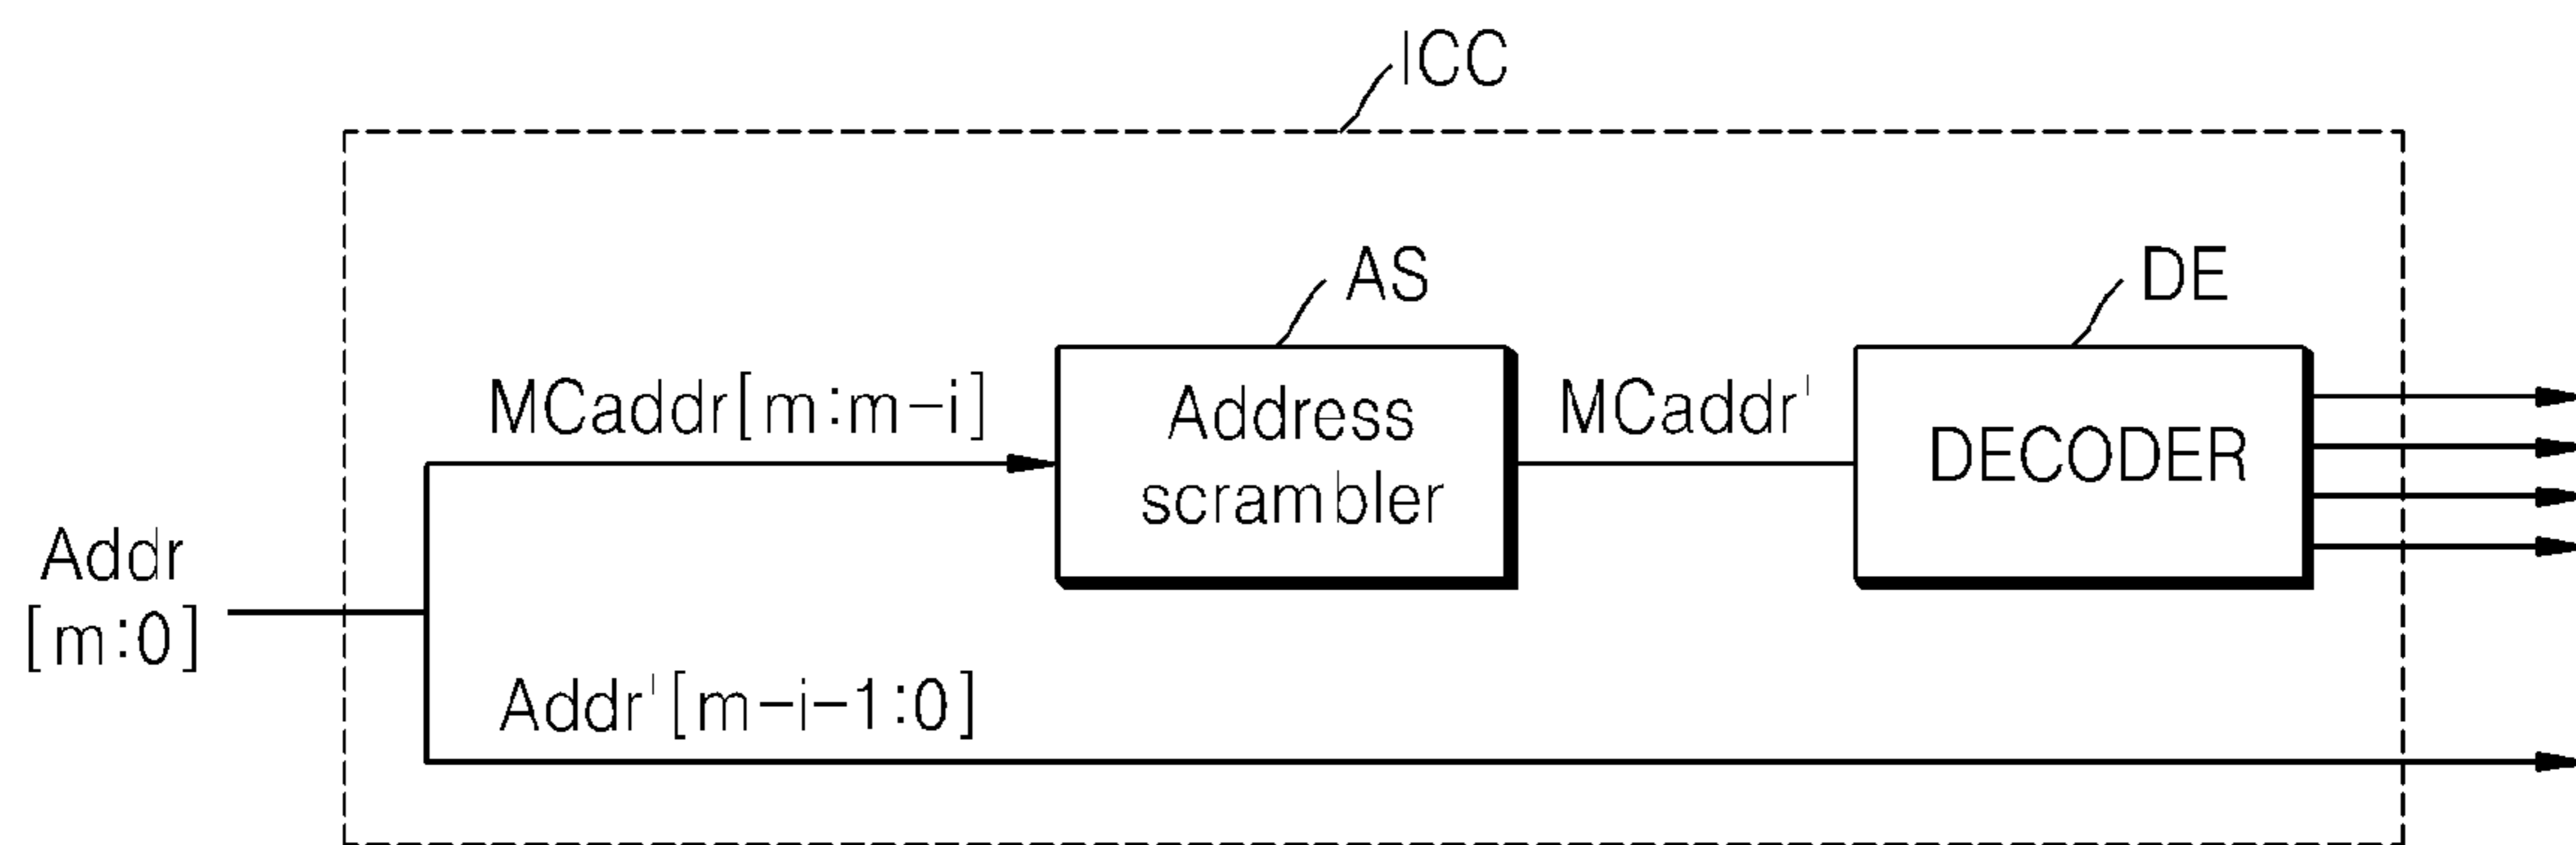 ICC
AS
DE
MCaddr[m:m-i]
Address
scrambler
MCaddr'
DECODER
Addr
[m:0]
Addr'[m-i-1:0]